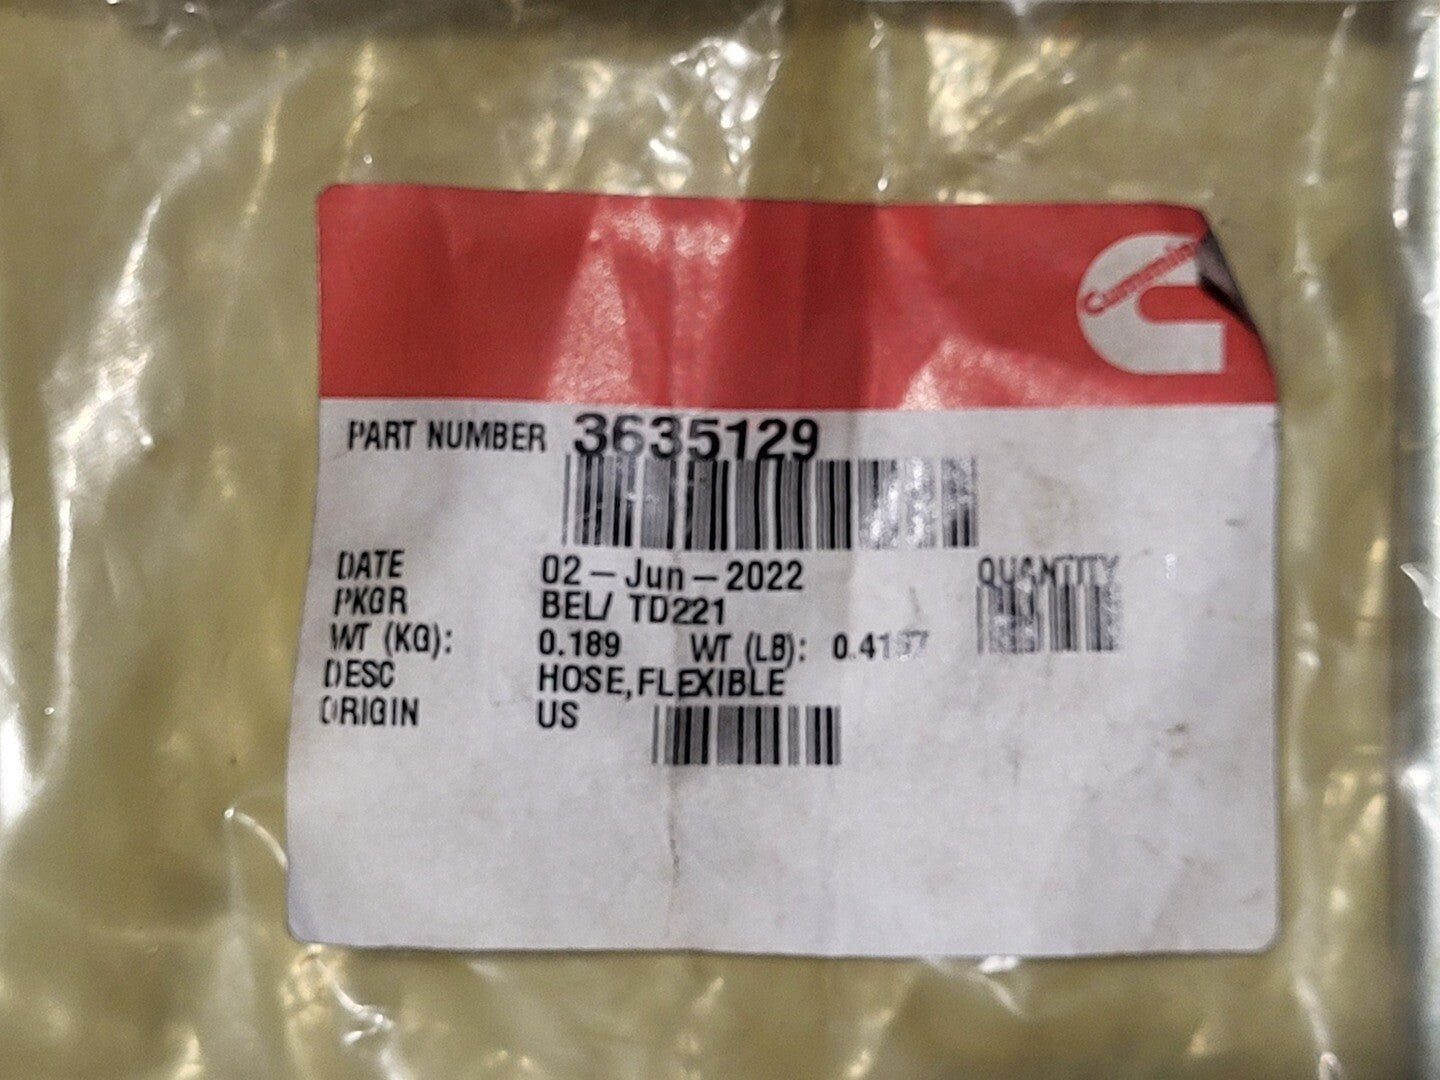 Cummins
PART NUMBER 3635129
DATE 02-Jun-2022 QUANTITY
PKGR BEL/ TD221
WT (KG): 0.189 WT (LB):
DESC HOSE,FLEXIBLE
ORIGIN US